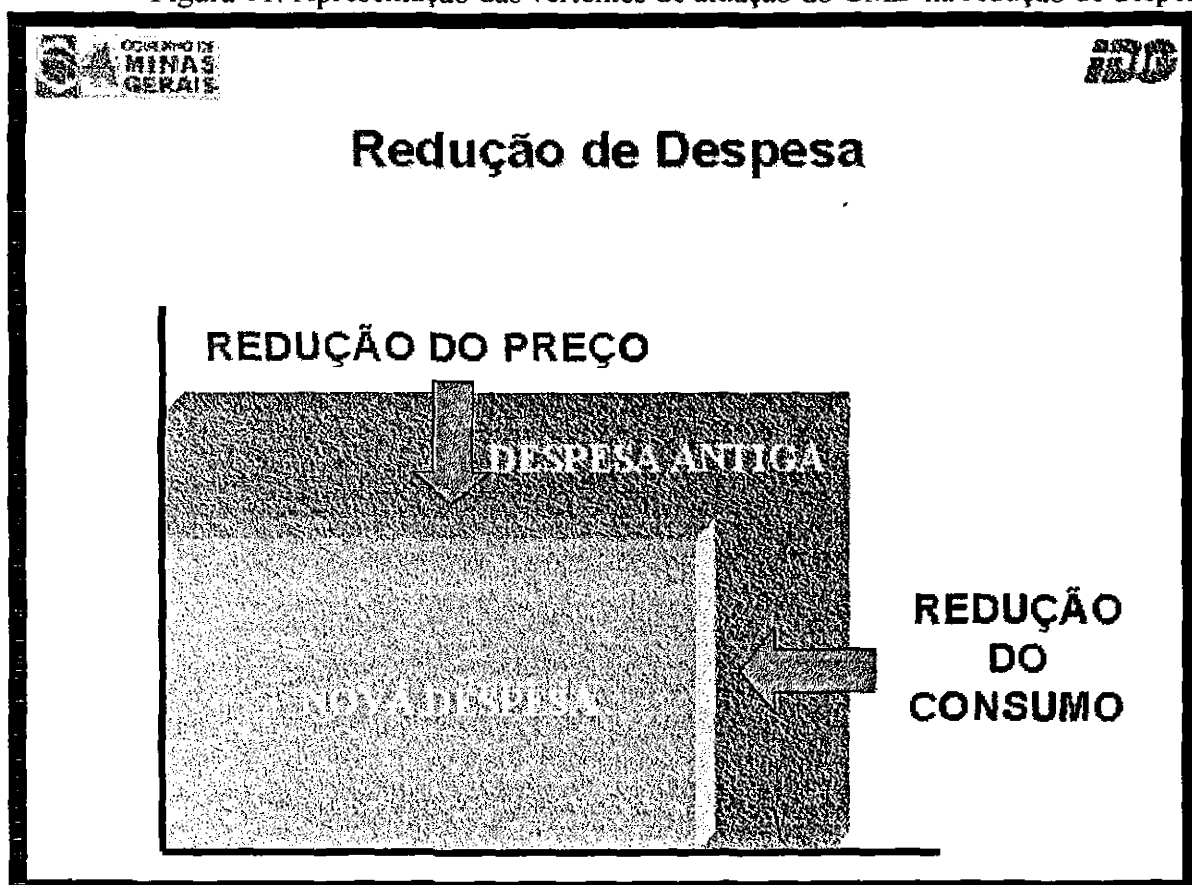 GOVERNO DE
MINAS
GERAIS
Redução de Despesa
REDUÇÃO DO PREÇO
DESPESA ANTIGA
NOVA DESPESA
REDUÇÃO
DO
CONSUMO